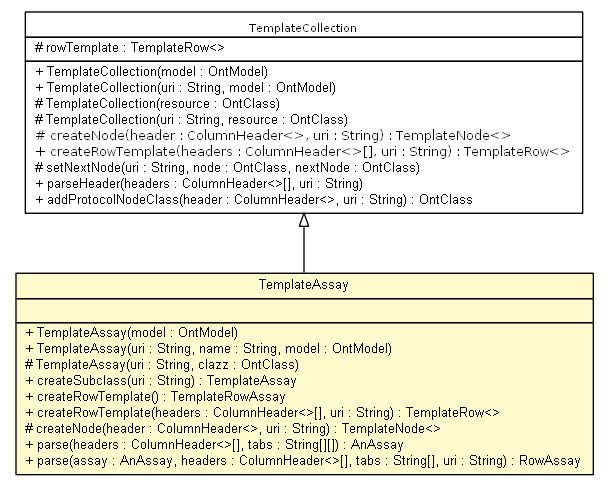 TemplateCollection
# rowTemplate : TemplateRow<>
+ TemplateCollection(model : OntModel)
+ TemplateCollection(uri : String, model : OntModel)
# TemplateCollection(resource : OntClass)
# TemplateCollection(uri : String, resource : OntClass)
# createNode(header : ColumnHeader<>, uri : String) : TemplateNode<>
+ createRowTemplate(headers : ColumnHeader<>[], uri : String) : TemplateRow<>
# setNextNode(uri : String, node : OntClass, nextNode : OntClass)
+ parseHeader(headers : ColumnHeader<>[], uri : String)
+ addProtocolNodeClass(header : ColumnHeader<>, uri : String) : OntClass
TemplateAssay
+ TemplateAssay(model : OntModel)
+ TemplateAssay(uri : String, name : String, model : OntModel)
# TemplateAssay(uri : String, clazz : OntClass)
+ createSubclass(uri : String) : TemplateAssay
+ createRowTemplate() : TemplateRowAssay
+ createRowTemplate(headers : ColumnHeader<>[], uri : String) : TemplateRow<>
# createNode(header : ColumnHeader<>, uri : String) : TemplateNode<>
+ parse(headers : ColumnHeader<>[], tabs : String[][]) : AnAssay
+ parse(assay : AnAssay, headers : ColumnHeader<>[], tabs : String[], uri : String) : RowAssay